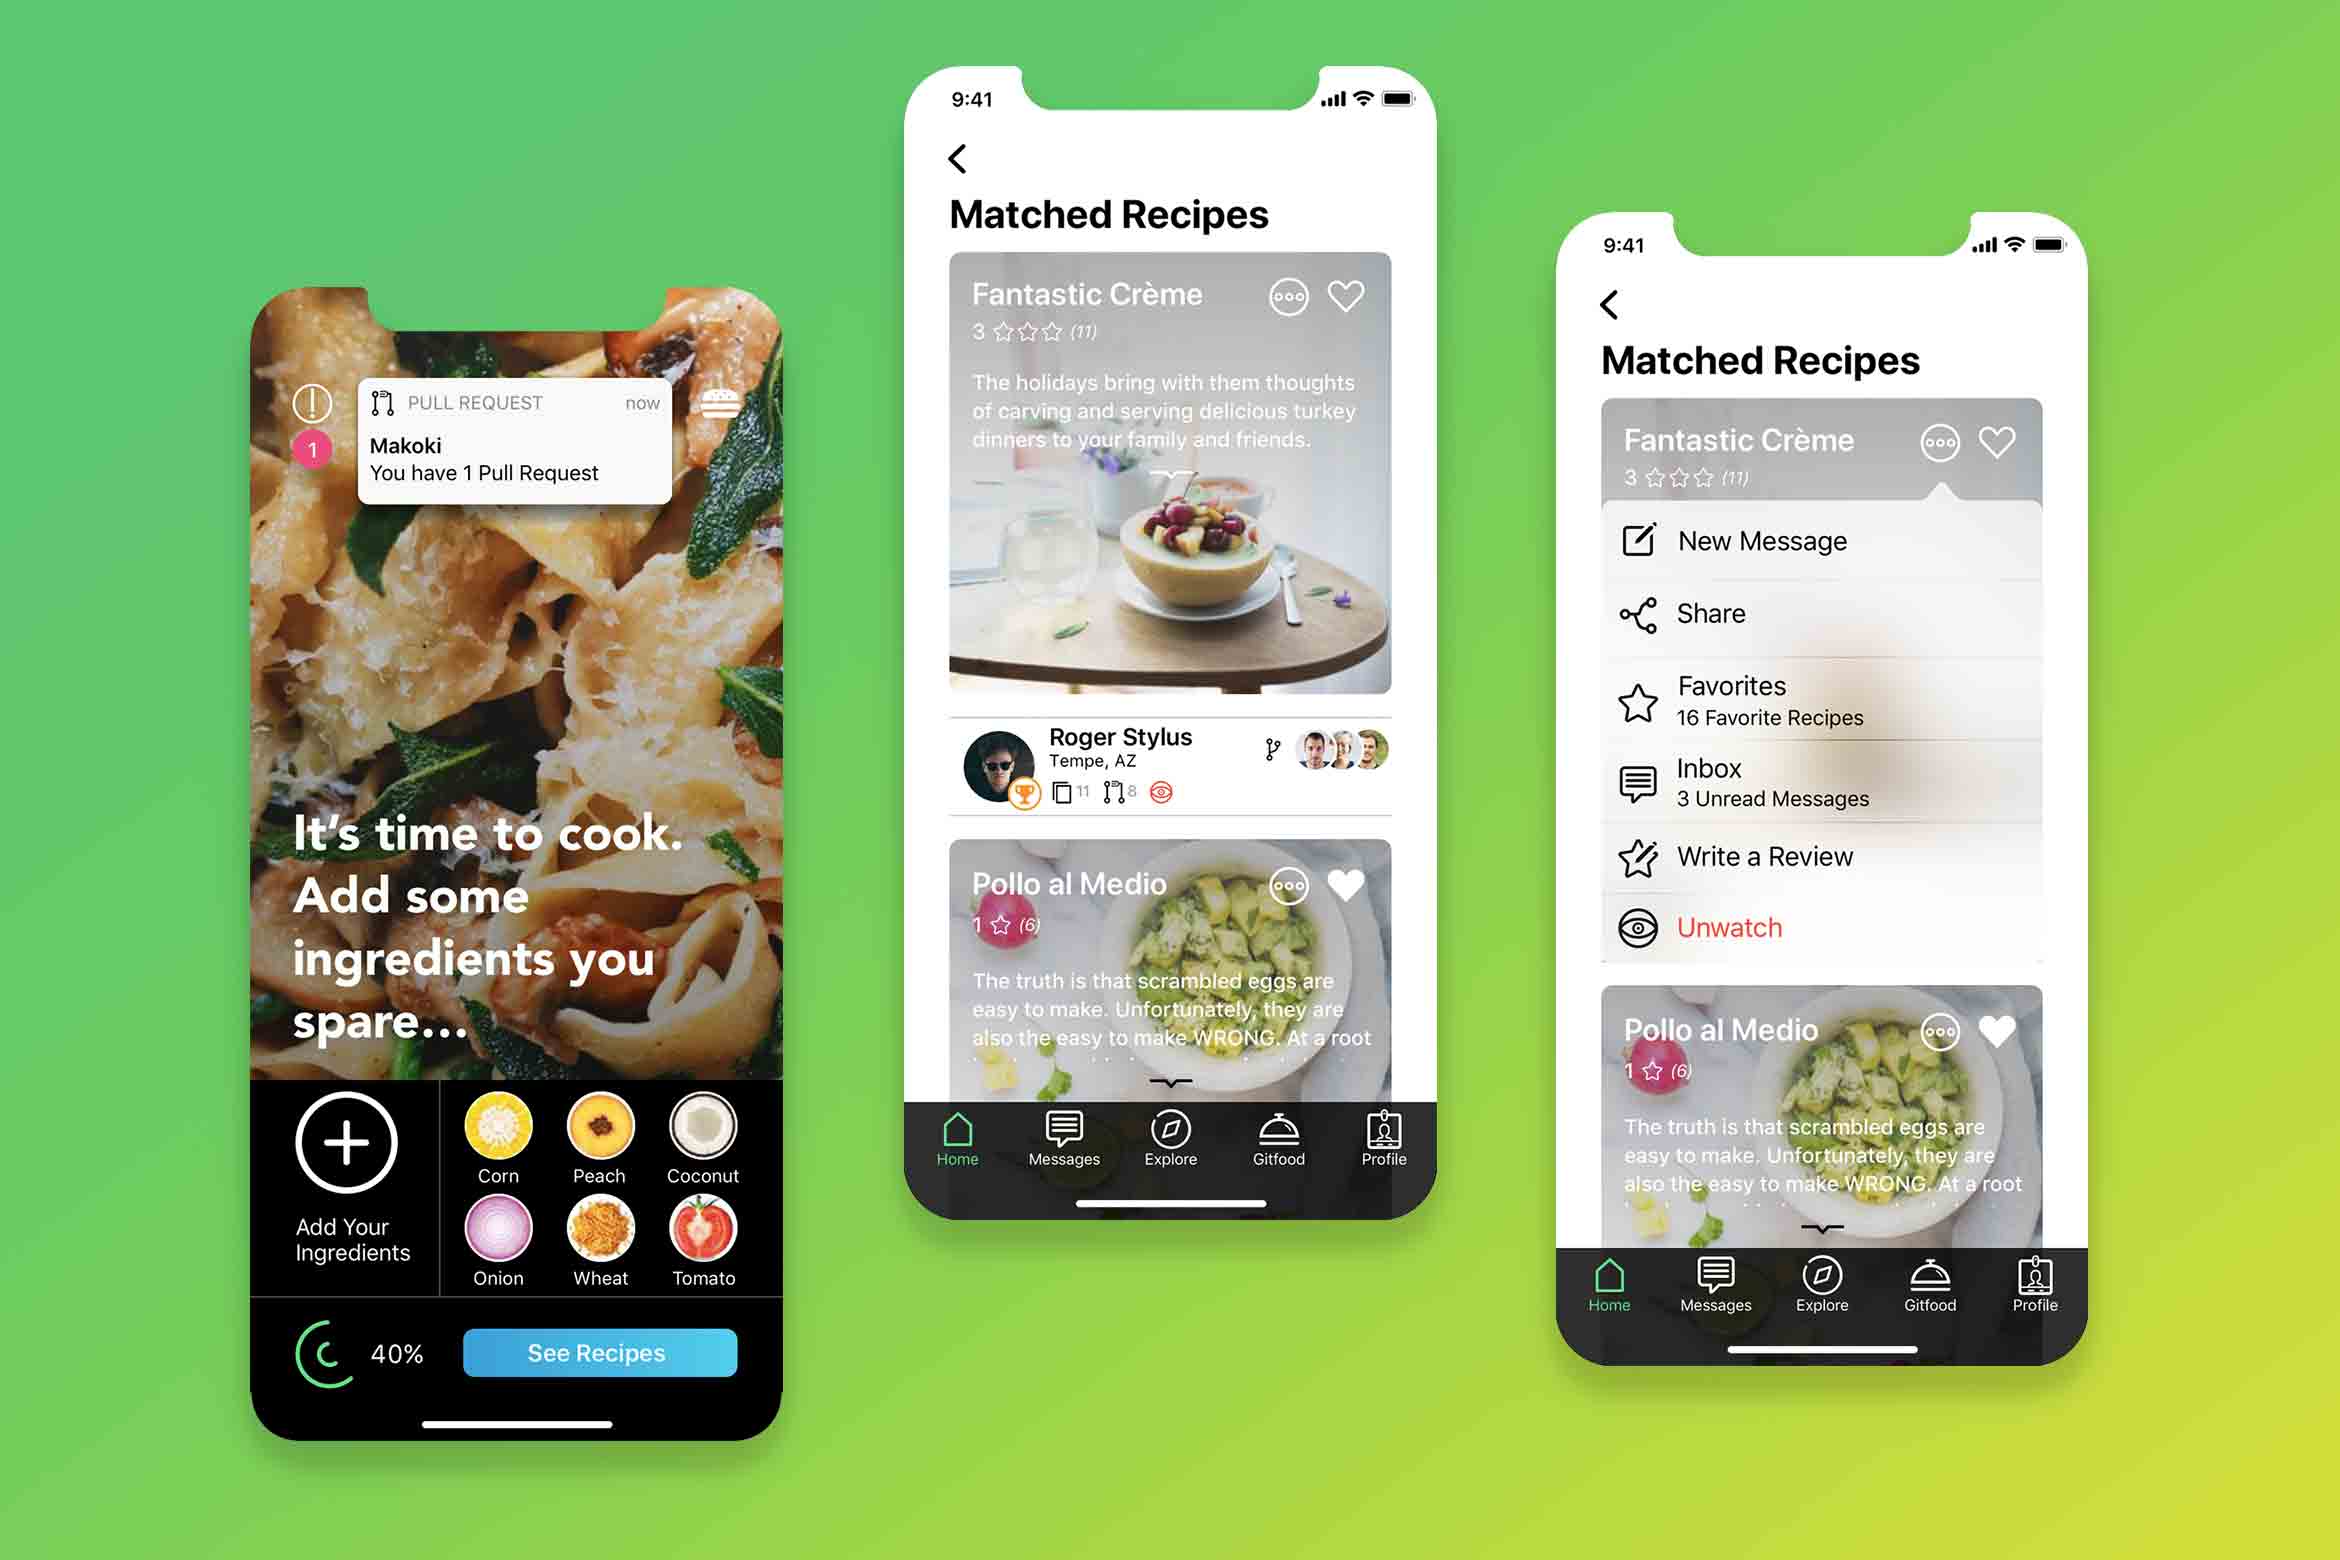 1
PULL REQUEST
now
Makoki
You have 1 Pull Request
It's time to cook.
Add some
ingredients you
spare...
Add Your
Ingredients
Corn
Peach
Coconut
Onion
Wheat
Tomato
40%
See Recipes
9:41
Matched Recipes
Fantastic Crème
3 (11)
The holidays bring with them thoughts
of carving and serving delicious turkey
dinners to your family and friends.
Roger Stylus
Tempe, AZ
11
8
Pollo al Medio
1 (6)
The truth is that scrambled eggs are
easy to make. Unfortunately, they are
also the easy to make WRONG. At a root
Home
Messages
Explore
Gitfood
Profile
9:41
Matched Recipes
Fantastic Crème
3 (11)
New Message
Share
Favorites
16 Favorite Recipes
Inbox
3 Unread Messages
Write a Review
Unwatch
Pollo al Medio
1 (6)
The truth is that scrambled eggs are
easy to make. Unfortunately, they are
also the easy to make WRONG. At a root
Home
Messages
Explore
Gitfood
Profile